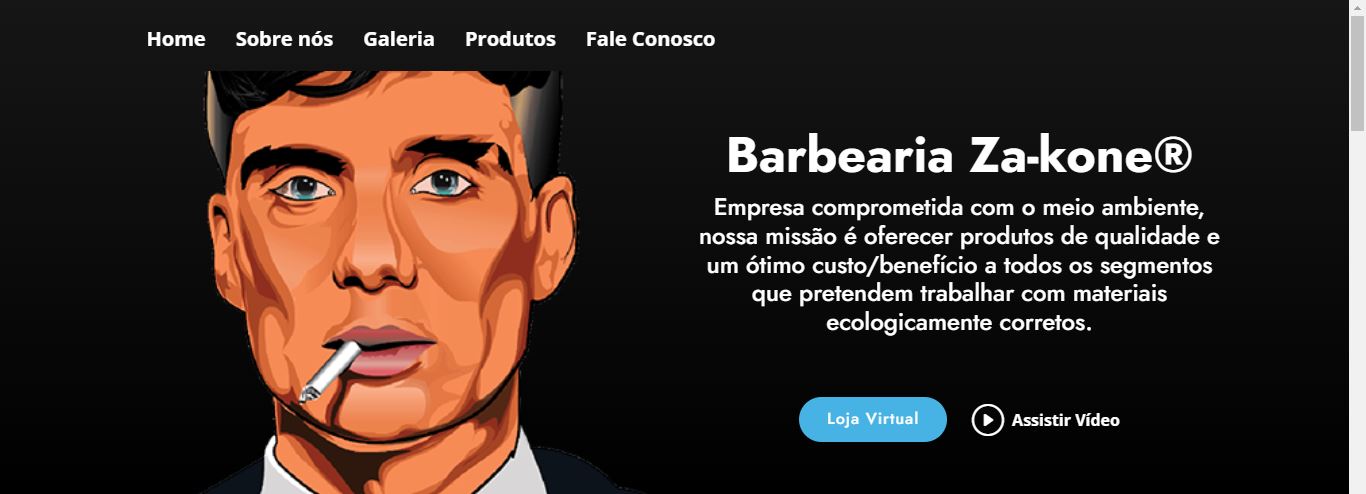 Home Sobre nós Galeria Produtos Fale Conosco
Barbearia Za-kone®
Empresa comprometida com o meio ambiente,
nossa missão é oferecer produtos de qualidade e
um ótimo custo/benefício a todos os segmentos
que pretendem trabalhar com materiais
ecologicamente corretos.
Loja Virtual Assistir Vídeo